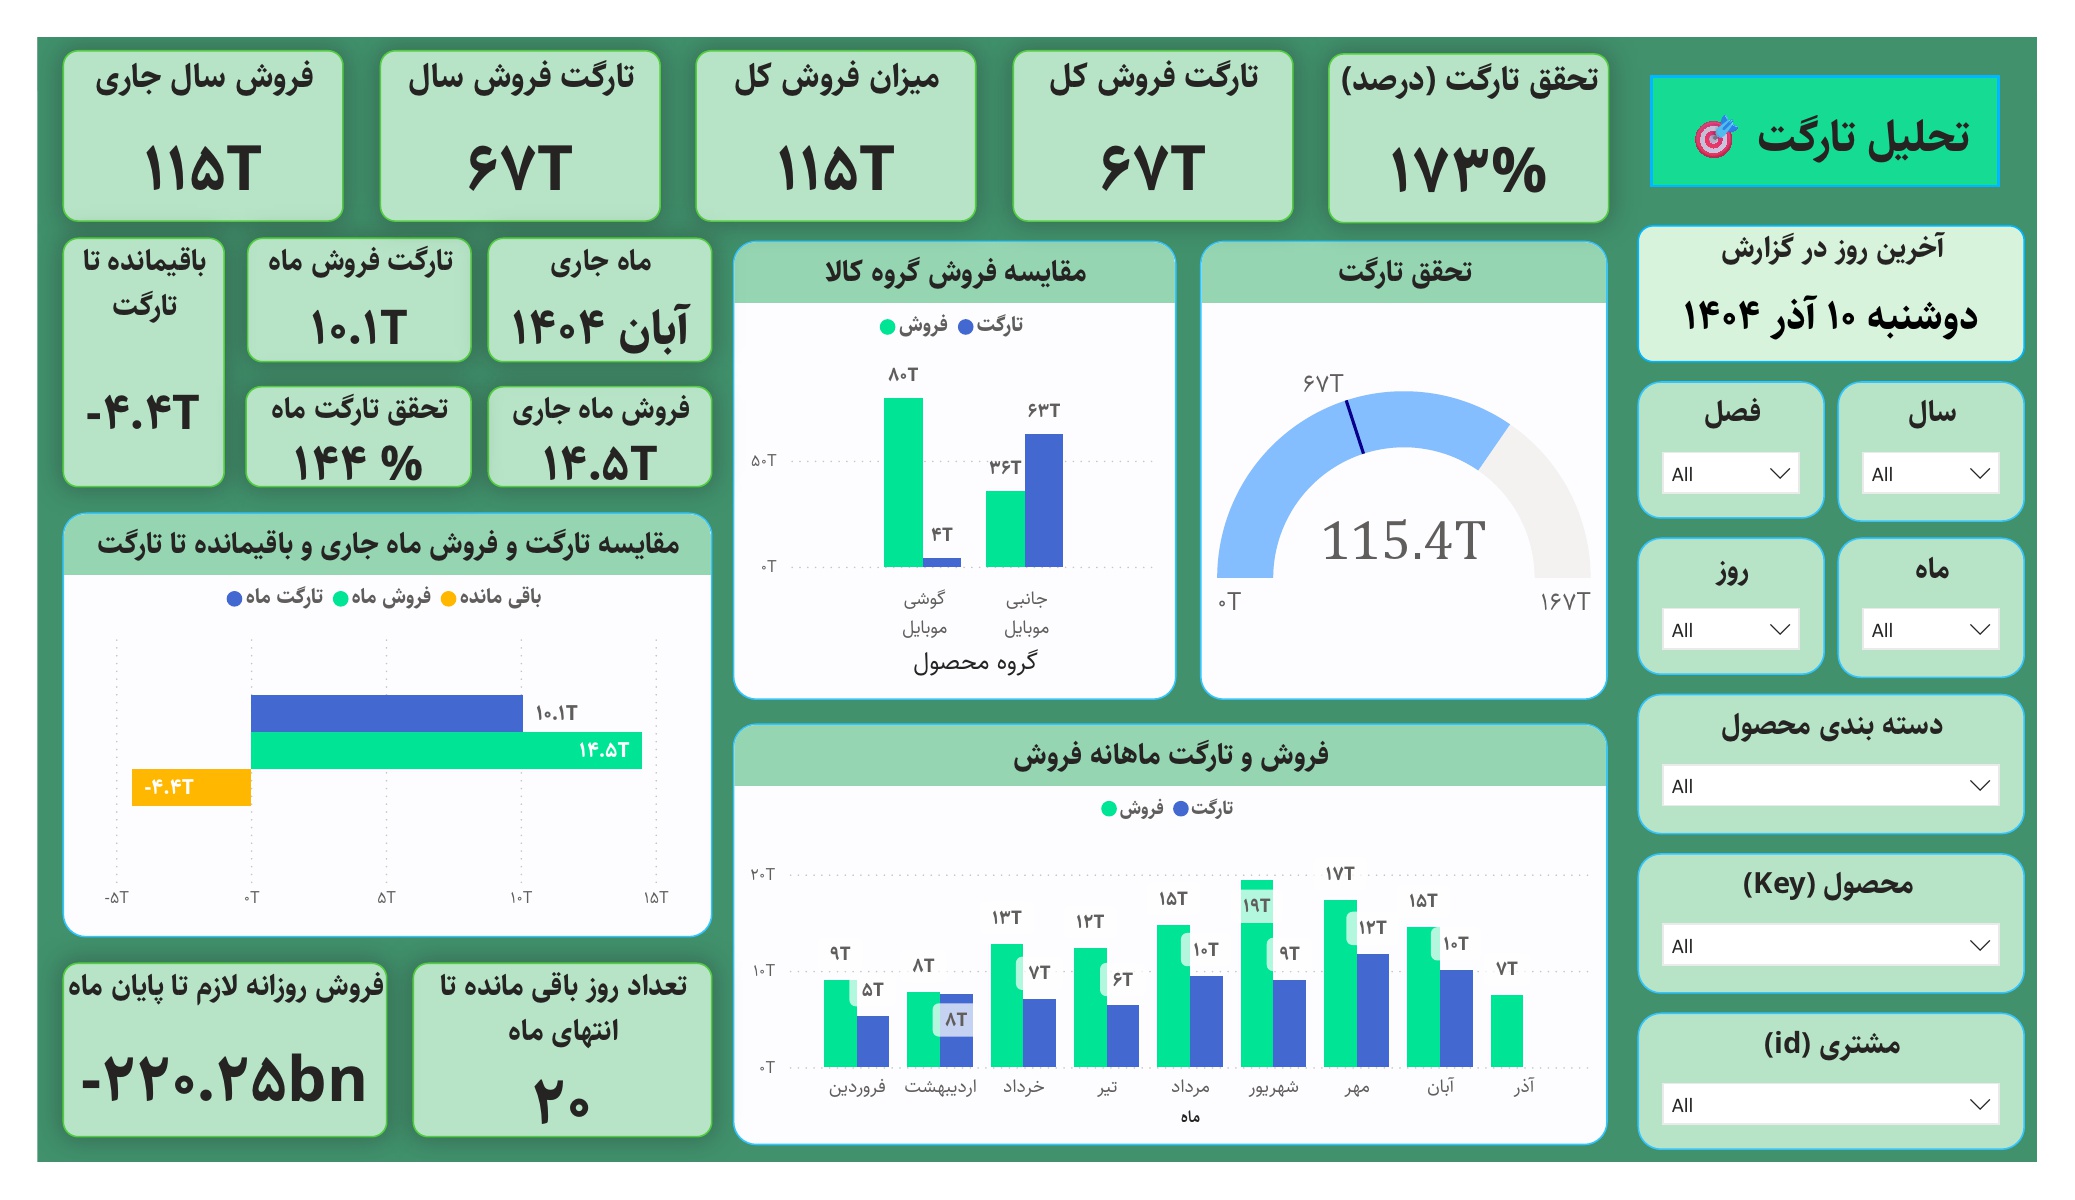 تحلیل تارگت
تحقق تارگت (درصد)
۱۷۳%
تارگت فروش کل
۶۷T
میزان فروش کل
۱۱۵T
تارگت فروش سال
۶۷T
فروش سال جاری
۱۱۵T
آخرین روز در گزارش
دوشنبه ۱۰ آذر ۱۴۰۴
سال
All
فصل
All
ماه
All
روز
All
دسته بندی محصول
All
محصول (Key)
All
مشتری (id)
All
تحقق تارگت
۶۷T
115.4T
۰T
۱۶۷T
مقایسه فروش گروه کالا
تارگت
فروش
۸۰T
۶۳T
۵۰T
۳۶T
۴T
۰T
گوشی
موبایل
جانبی
موبایل
گروه محصول
ماه جاری
آبان ۱۴۰۴
تارگت فروش ماه
۱۰.۱T
باقیمانده تا
تارگت
-۴.۴T
فروش ماه جاری
۱۴.۵T
تحقق تارگت ماه
۱۴۴ %
مقایسه تارگت و فروش ماه جاری و باقیمانده تا تارگت
باقی مانده
فروش ماه
تارگت ماه
۱۰.۱T
۱۴.۵T
-۴.۴T
-۵T
۰T
۵T
۱۰T
۱۵T
فروش و تارگت ماهانه فروش
تارگت
فروش
۲۰T
۱۰T
۰T
۹T
۵T
۸T
۸T
۱۳T
۷T
۱۲T
۶T
۱۵T
۱۰T
۱۹T
۹T
۱۷T
۱۲T
۱۵T
۱۰T
۷T
فروردین
اردیبهشت
خرداد
تیر
مرداد
شهریور
مهر
آبان
آذر
ماه
تعداد روز باقی مانده تا
انتهای ماه
۲۰
فروش روزانه لازم تا پایان ماه
-۲۲۰.۲۵bn